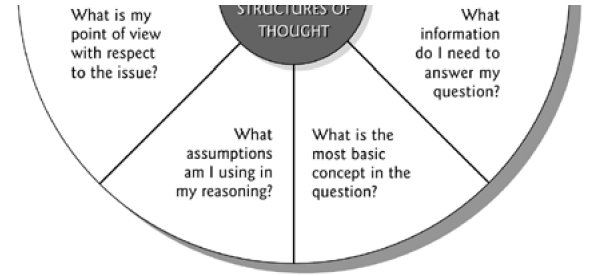 What is my
point of view
with respect
to the issue?
STRUCTURES OF
THOUGHT
What
information
do I need to
answer my
question?
What
assumptions
am I using in
my reasoning?
What is the
most basic
concept in the
question?